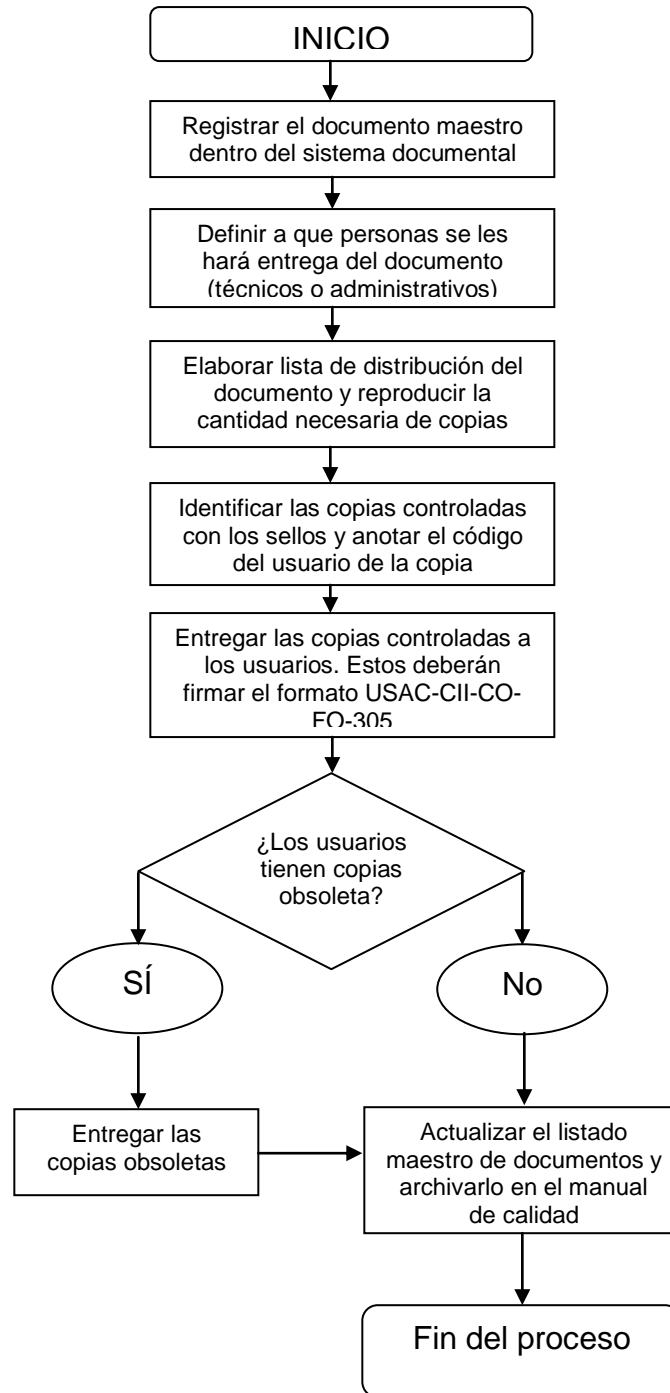 INICIO
Registrar el documento maestro
dentro del sistema documental
Definir a que personas se les
hará entrega del documento
(técnicos o administrativos)
Elaborar lista de distribución del
documento y reproducir la
cantidad necesaria de copias
Identificar las copias controladas
con los sellos y anotar el código
del usuario de la copia
Entregar las copias controladas a
los usuarios. Estos deberán
firmar el formato USAC-CII-CO-
FO-305
¿Los usuarios
tienen copias
obsoleta?
SÍ
No
Entregar las
copias obsoletas
Actualizar el listado
maestro de documentos y
archivarlo en el manual
de calidad
Fin del proceso